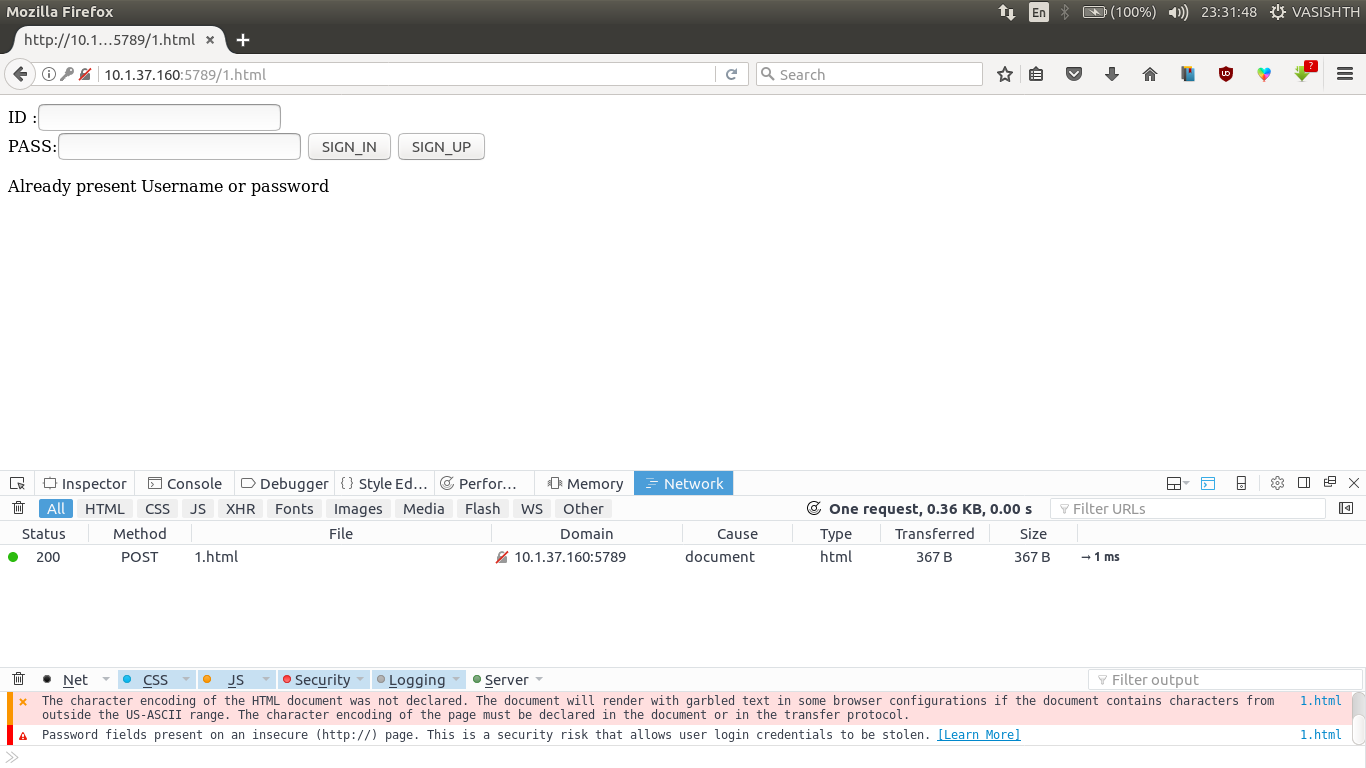 Mozilla Firefox En (100%) 23:31:48 VASISHTH
http://10.1...5789/1.html × +
10.1.37.160:5789/1.html Search ?
ID :
PASS: SIGN_IN SIGN_UP
Already present Username or password
Inspector Console Debugger { } Style Ed... Perfor... Memory Network
All HTML CSS JS XHR Fonts Images Media Flash WS Other One request, 0.36 KB, 0.00 s Filter URLs
Status Method File Domain Cause Type Transferred Size
200 POST 1.html 10.1.37.160:5789 document html 367 B 367 B → 1 ms
Net CSS JS Security Logging Server Filter output
The character encoding of the HTML document was not declared. The document will render with garbled text in some browser configurations if the document contains characters from 1.html
outside the US-ASCII range. The character encoding of the page must be declared in the document or in the transfer protocol.
Password fields present on an insecure (http://) page. This is a security risk that allows user login credentials to be stolen. [Learn More] 1.html